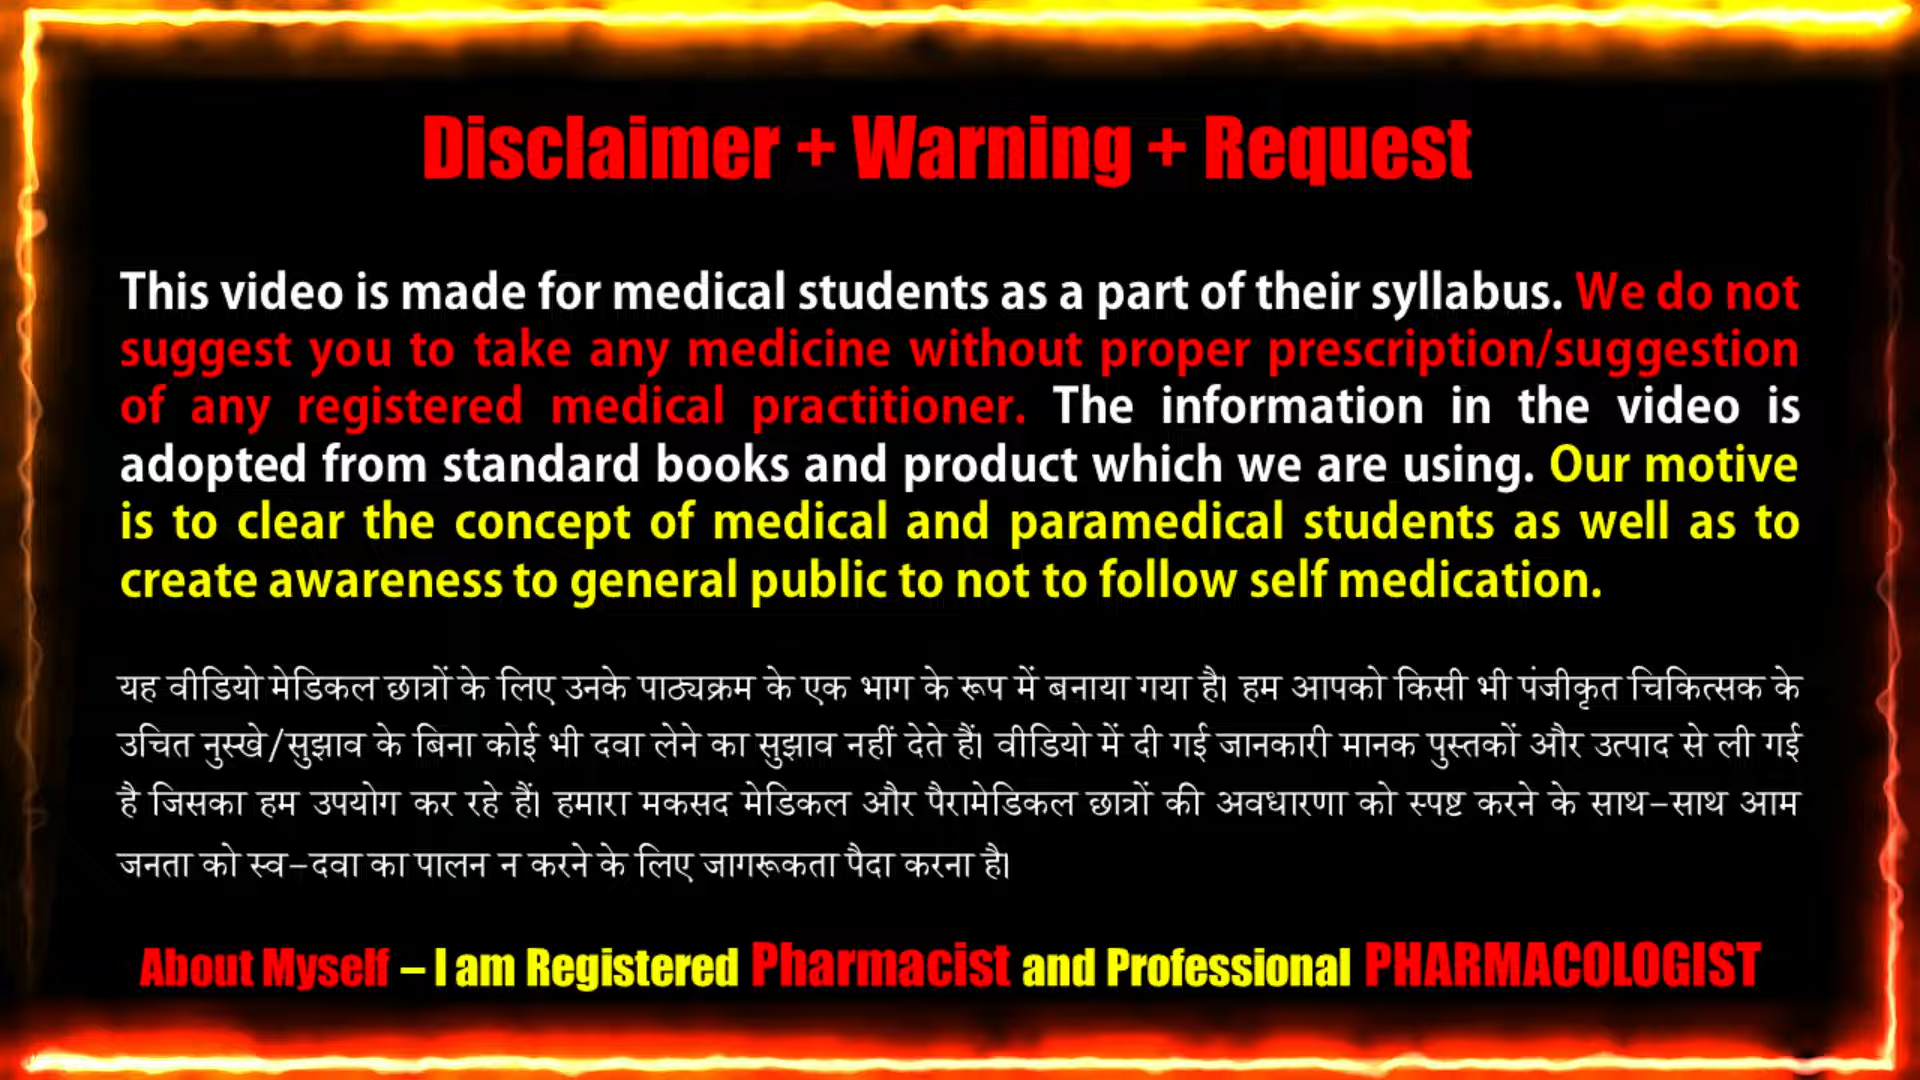 Disclaimer + Warning + Request
This video is made for medical students as a part of their syllabus. We do not
suggest you to take any medicine without proper prescription/suggestion
of any registered medical practitioner. The information in the video is
adopted from standard books and product which we are using. Our motive
is to clear the concept of medical and paramedical students as well as to
create awareness to general public to not to follow self medication.
यह वीडियो मेडिकल छात्रों के लिए उनके पाठ्यक्रम के एक भाग के रूप में बनाया गया है। हम आपको किसी भी पंजीकृत चिकित्सक के
उचित नुस्खे/सुझाव के बिना कोई भी दवा लेने का सुझाव नहीं देते हैं। वीडियो में दी गई जानकारी मानक पुस्तकों और उत्पाद से ली गई
है जिसका हम उपयोग कर रहे हैं। हमारा मकसद मेडिकल और पैरामेडिकल छात्रों की अवधारणा को स्पष्ट करने के साथ-साथ आम
जनता को स्व-दवा का पालन न करने के लिए जागरूकता पैदा करना है।
About Myself – I am Registered Pharmacist and Professional PHARMACOLOGIST